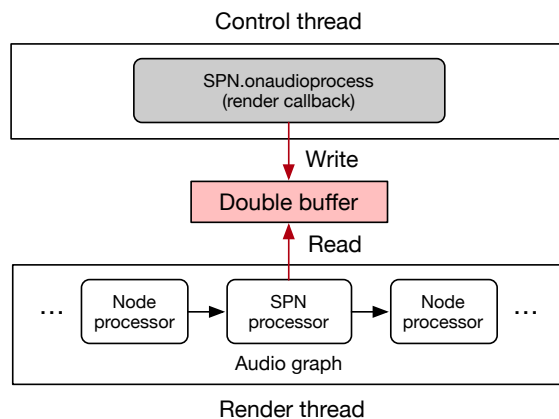 Control thread
SPN.onaudioprocess
(render callback)
Write
Double buffer
Read
... Node processor SPN processor Node processor ...
Audio graph
Render thread